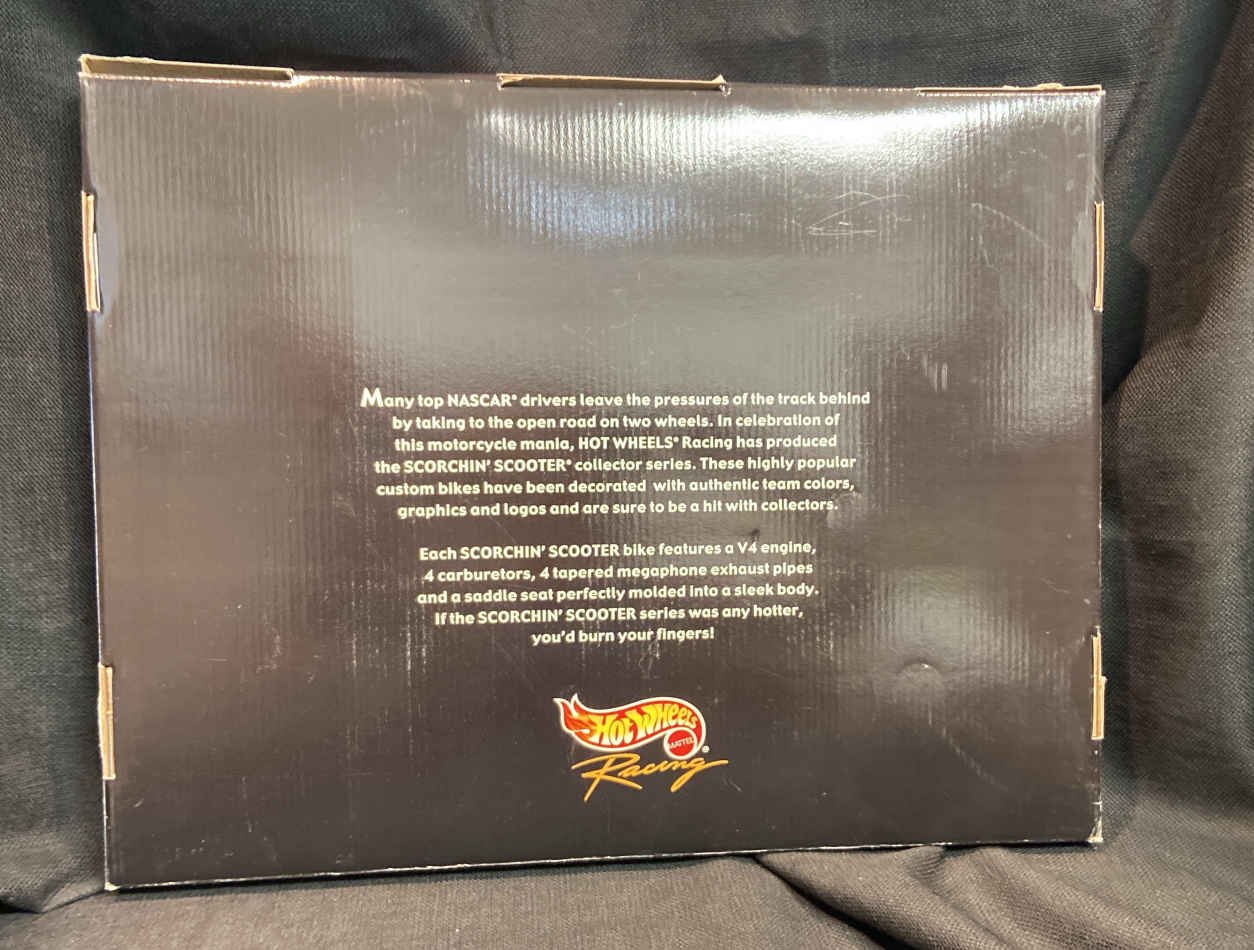 Many top NASCAR® drivers leave the pressures of the track behind
by taking to the open road on two wheels. In celebration of
this motorcycle mania, HOT WHEELS® Racing has produced
the SCORCHIN' SCOOTER® collector series. These highly popular
custom bikes have been decorated with authentic team colors,
graphics and logos and are sure to be a hit with collectors.
Each SCORCHIN' SCOOTER bike features a V4 engine,
4 carburetors, 4 tapered megaphone exhaust pipes
and a saddle seat perfectly molded into a sleek body.
If the SCORCHIN' SCOOTER series was any hotter,
you'd burn your fingers!
HOT WHEELS
MATTEL ®
Racing